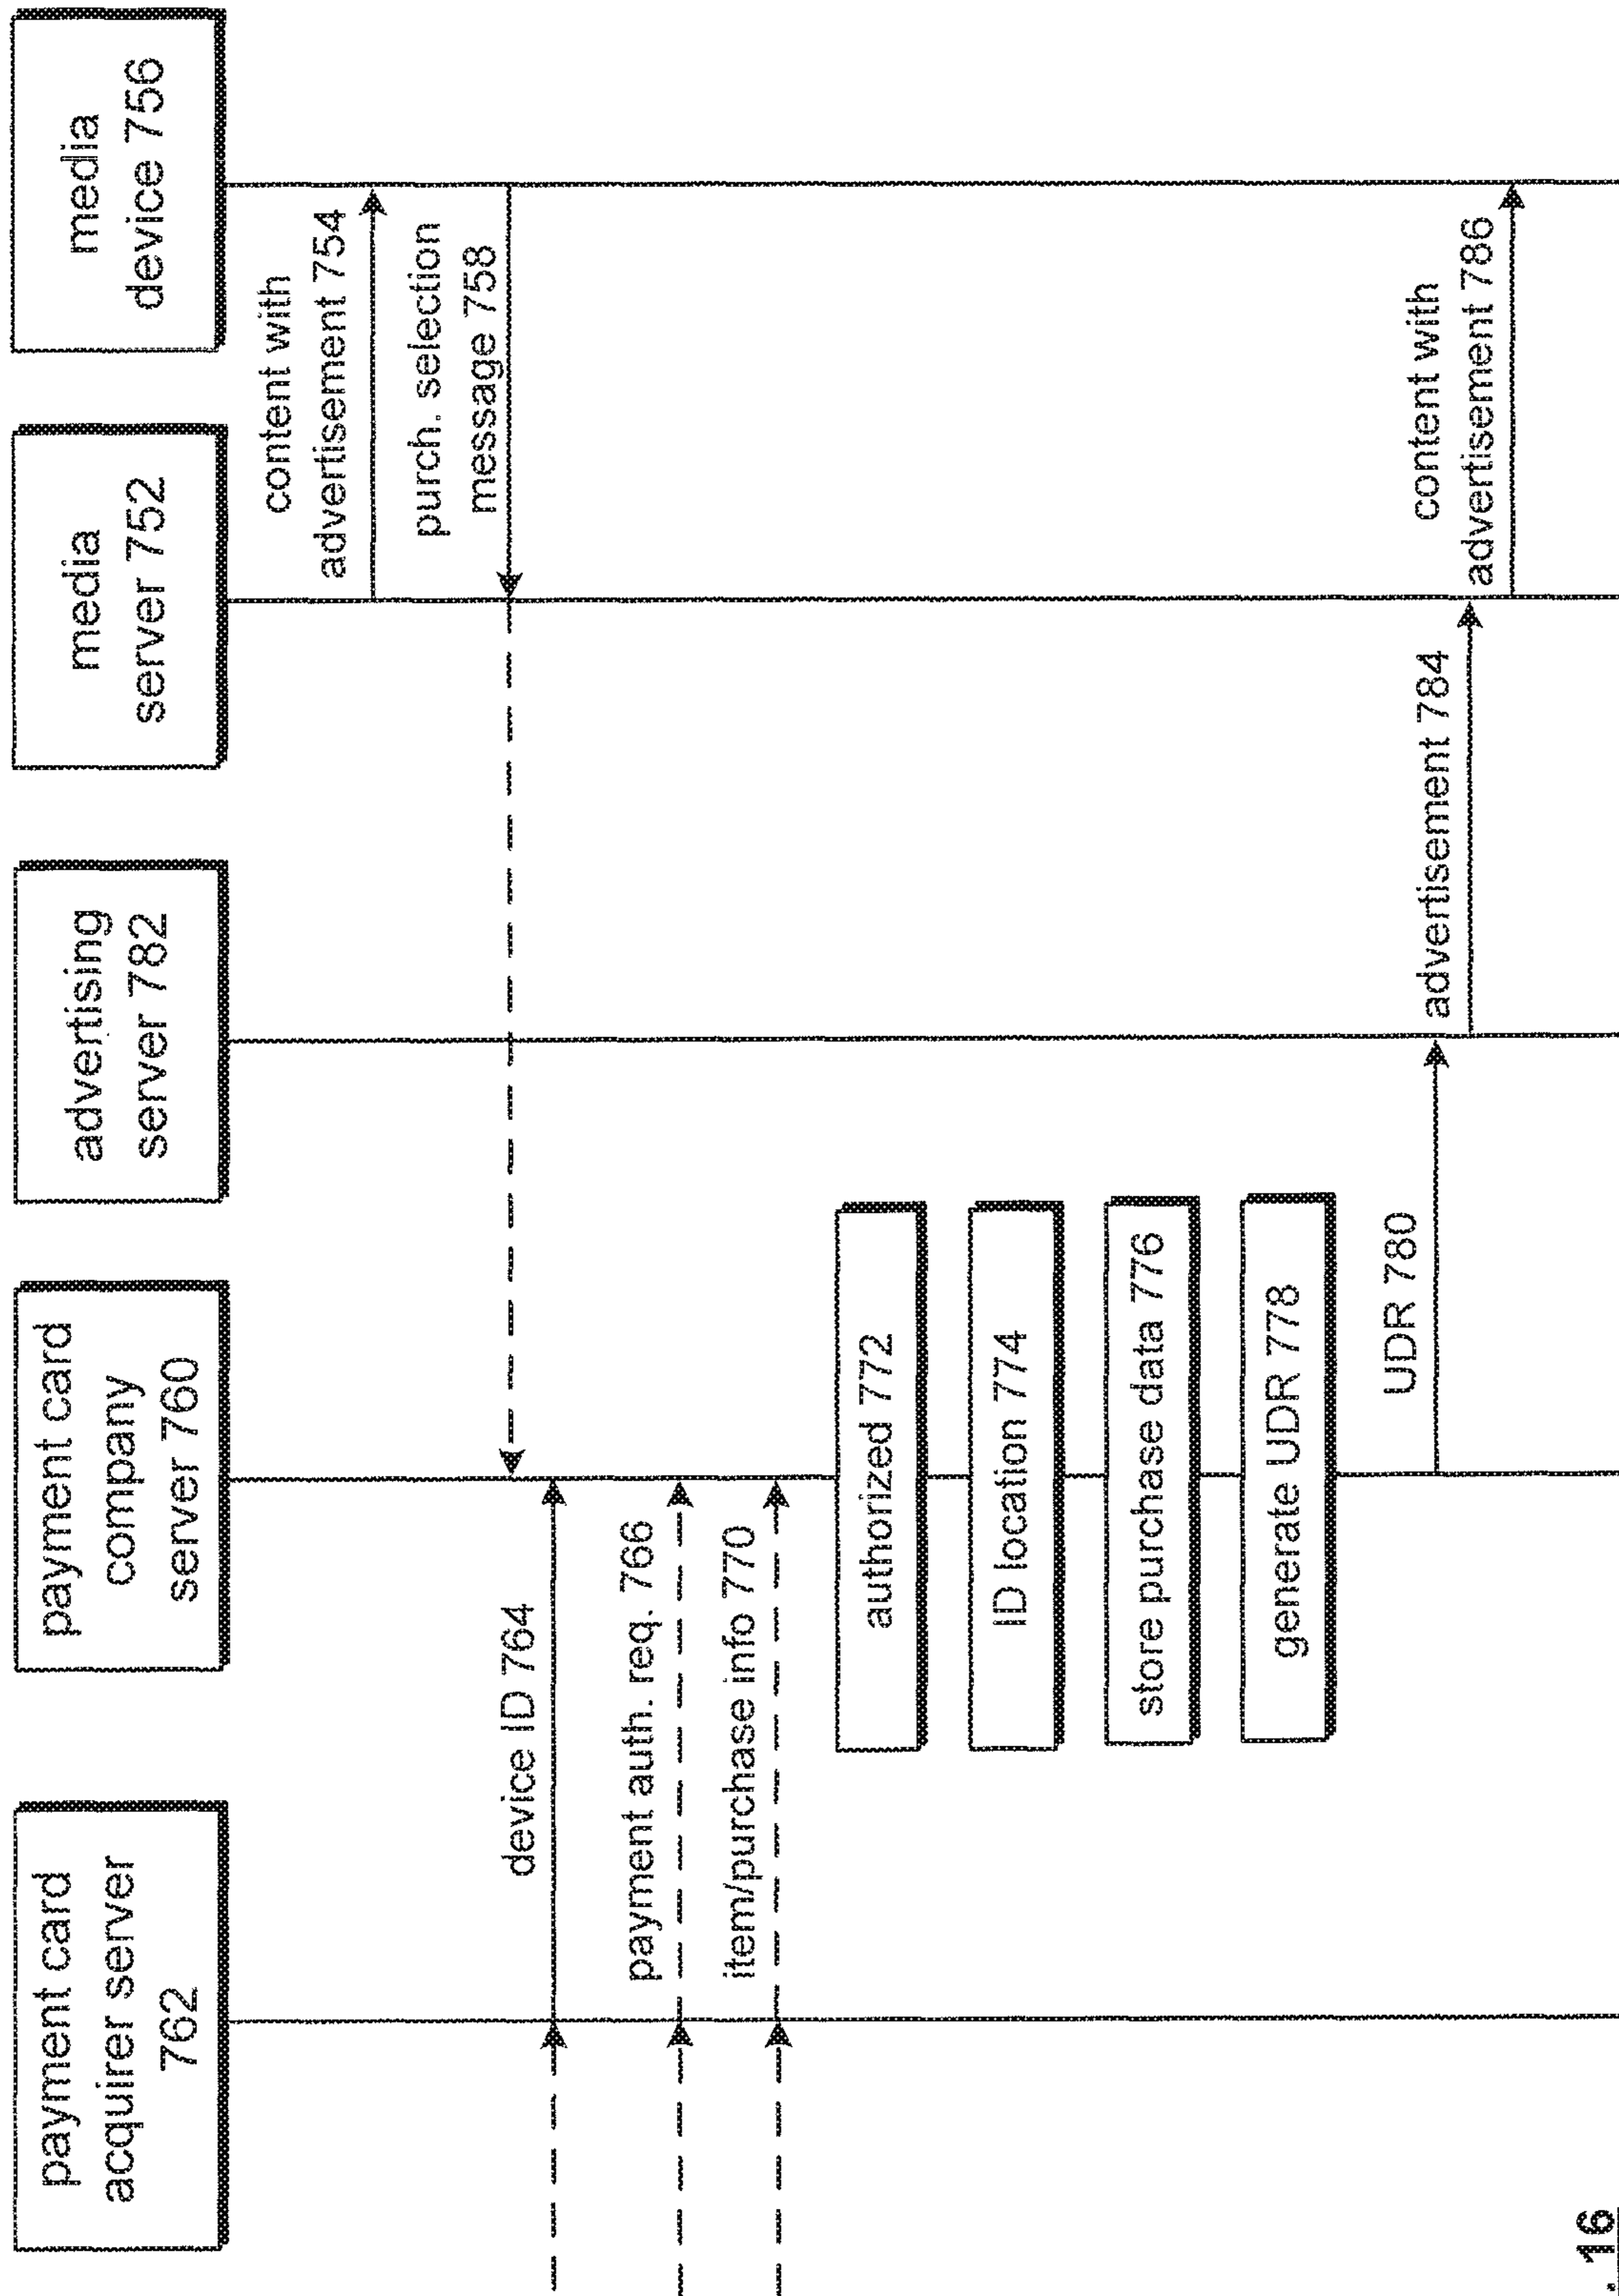 payment card
acquirer server
762
payment card
company
server 760
advertising
server 782
media
server 752
media
device 756
content with
advertisement 754
purch. selection
message 758
device ID 764
payment auth. req. 766
item/purchase info 770
authorized 772
ID location 774
store purchase data 776
generate UDR 778
UDR 780
advertisement 784
content with
advertisement 786
. 16